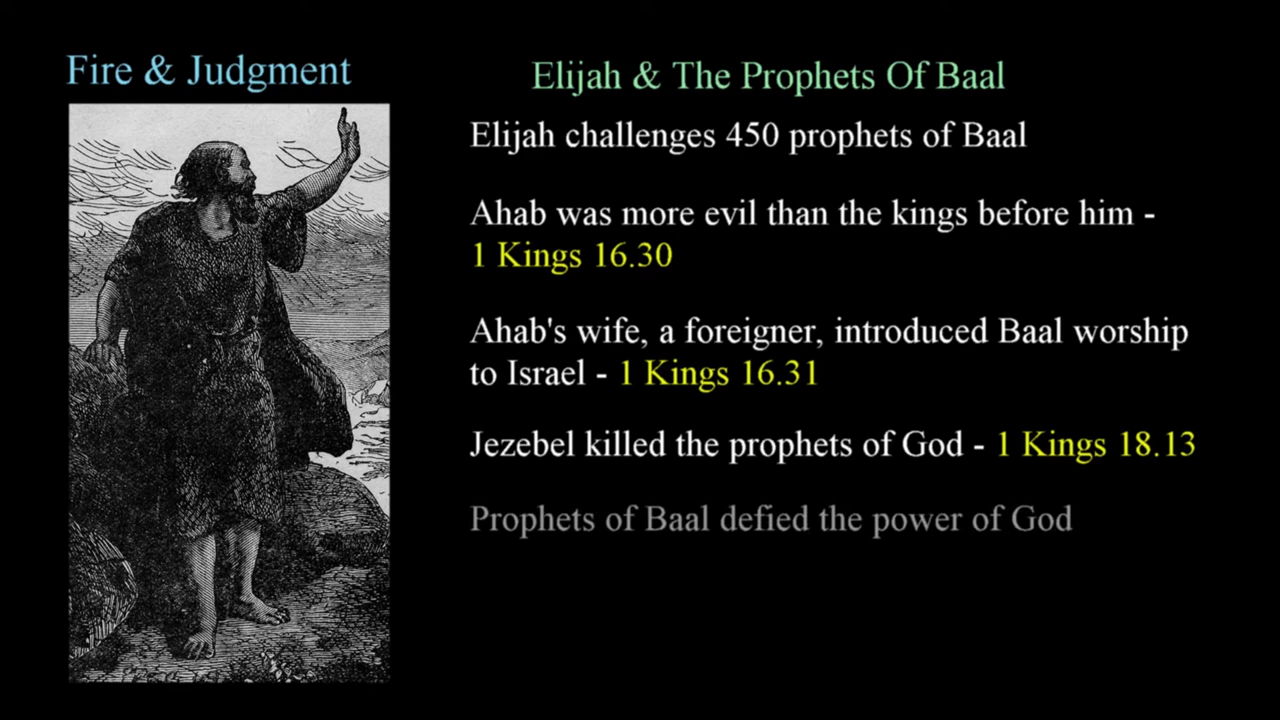 Fire & Judgment
Elijah & The Prophets Of Baal
Elijah challenges 450 prophets of Baal
Ahab was more evil than the kings before him -
1 Kings 16.30
Ahab's wife, a foreigner, introduced Baal worship
to Israel - 1 Kings 16.31
Jezebel killed the prophets of God - 1 Kings 18.13
Prophets of Baal defied the power of God